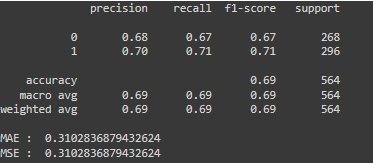 precision recall f1-score support
0 0.68 0.67 0.67 268
1 0.70 0.71 0.71 296
accuracy 0.69 564
macro avg 0.69 0.69 0.69 564
weighted avg 0.69 0.69 0.69 564
MAE : 0.3102836879432624
MSE : 0.3102836879432624